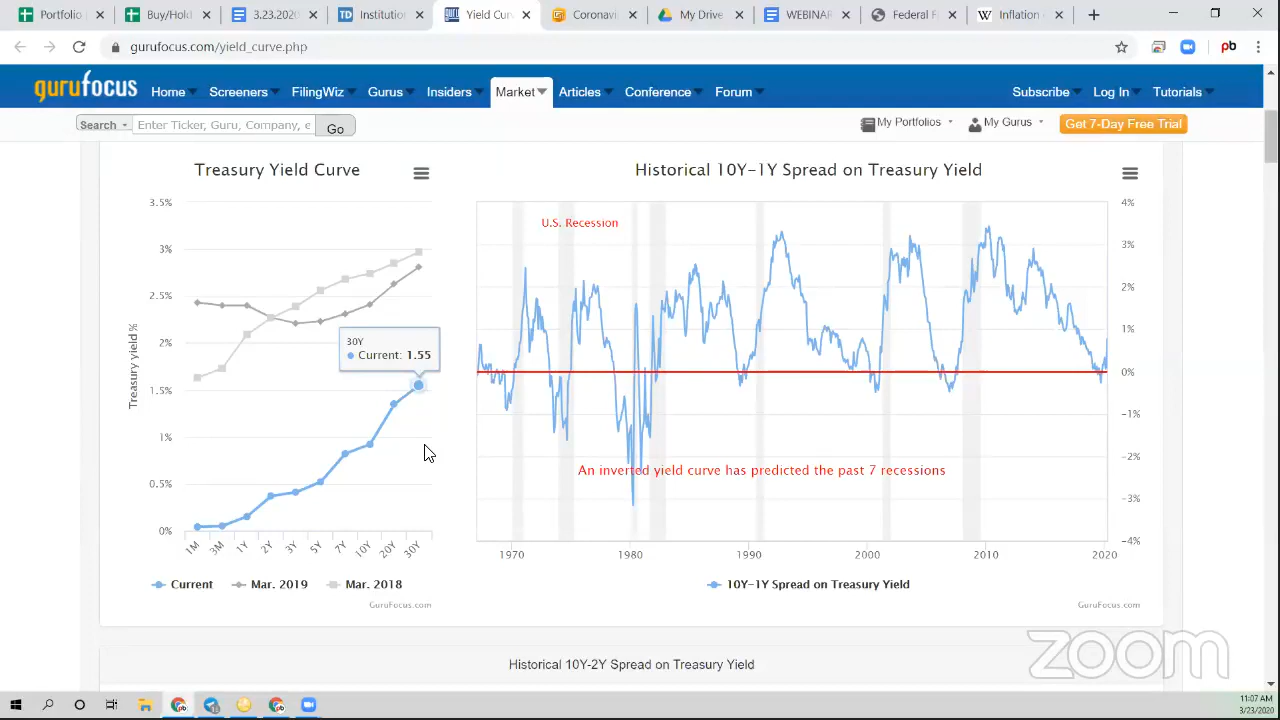 Portfolio
Buy/Hold
3.23.2020
Institution
Yield Curv
Coronavir
My Drive
WEBINA
Federal F
Inflation
gurufocus.com/yield_curve.php
pb
gurufocus Home Screeners FilingWiz Gurus Insiders Market Articles Conference Forum Subscribe Log In Tutorials
Search Enter Ticker, Guru, Company, e Go My Portfolios My Gurus Get 7-Day Free Trial
Treasury Yield Curve
3.5%
3%
2.5%
2%
1.5%
1%
0.5%
0%
Treasury yield %
30Y
Current: 1.55
1M 3M 1Y 2Y 3Y 5Y 7Y 10Y 20Y 30Y
Current Mar. 2019 Mar. 2018
GuruFocus.com
Historical 10Y-1Y Spread on Treasury Yield
U.S. Recession
4%
3%
2%
1%
0%
-1%
-2%
-3%
-4%
An inverted yield curve has predicted the past 7 recessions
1970 1980 1990 2000 2010 2020
10Y-1Y Spread on Treasury Yield
GuruFocus.com
Historical 10Y-2Y Spread on Treasury Yield
zoom
11:07 AM
3/23/2020